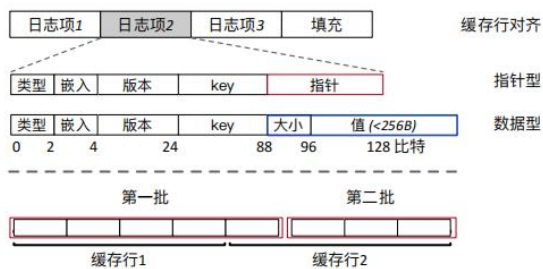 日志项1 日志项2 日志项3 填充 缓存行对齐
指针型
类型 嵌入 版本 key 指针
类型 嵌入 版本 key 大小 值 (<256B) 数据型
0 2 4 24 88 96 128 比特
第一批 第二批
缓存行1 缓存行2